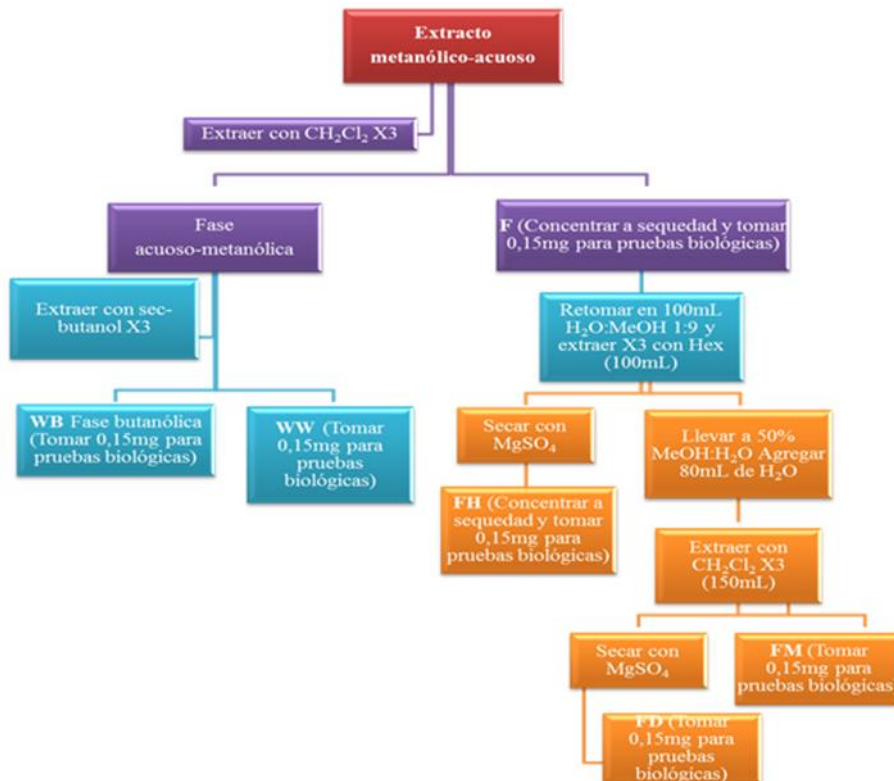 Extracto
metanólico-acuoso
Extraer con CH₂Cl₂ X3
Fase
acuoso-metanólica
F (Concentrar a sequedad y tomar
0,15mg para pruebas biológicas)
Extraer con sec-
butanol X3
Retomar en 100mL
H₂O:MeOH 1:9 y
extraer X3 con Hex
(100mL)
WB Fase butanólica
(Tomar 0,15mg para
pruebas biológicas)
WW (Tomar
0,15mg para
pruebas
biológicas)
Secar con
MgSO₄
Llevar a 50%
MeOH:H₂O Agregar
80mL de H₂O
FH (Concentrar a
sequedad y tomar
0,15mg para
pruebas biológicas)
Extraer con
CH₂Cl₂ X3
(150mL)
Secar con
MgSO₄
FM (Tomar
0,15mg para
pruebas biológicas
FD (Tomar
0,15mg para
pruebas
biológicas)